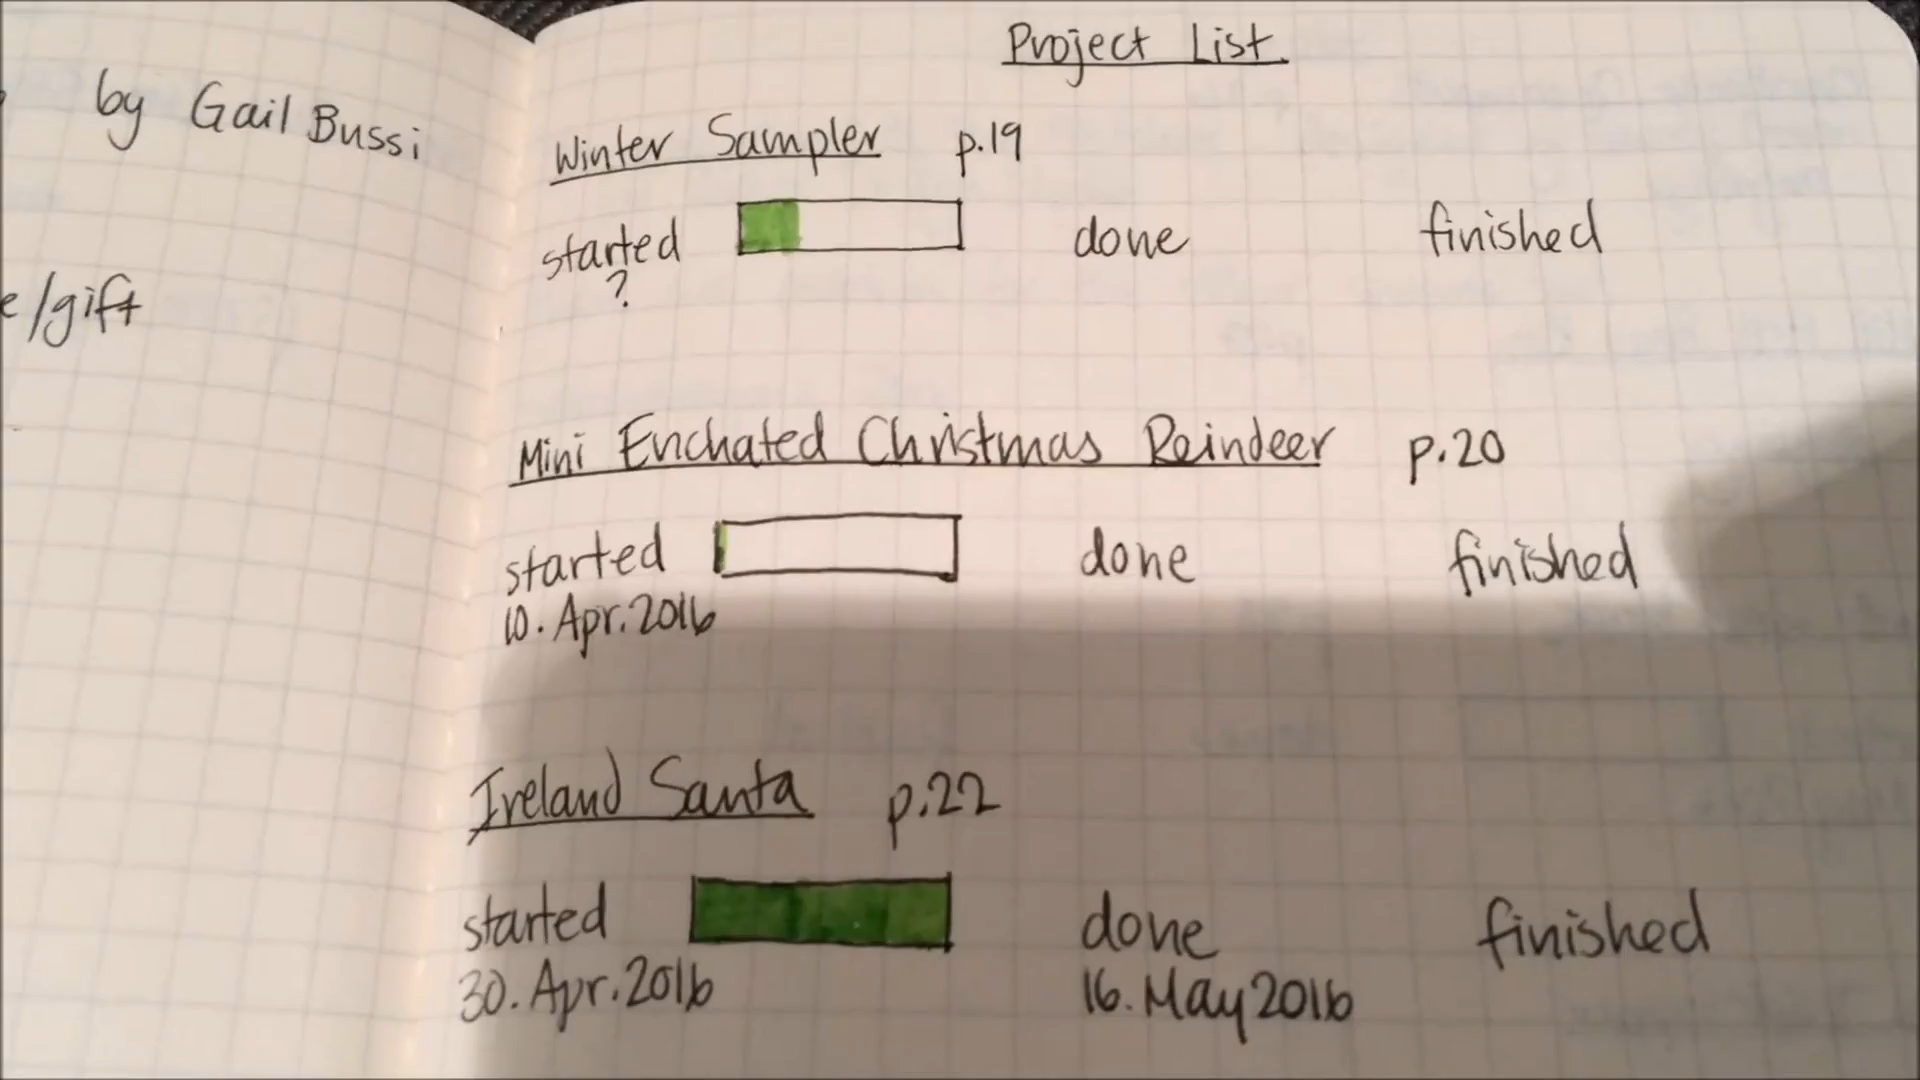 by Gail Bussi
e/gift
Project List
Winter Sampler p.19
started done finished
?
Mini Enchated Christmas Reindeer p.20
started done finished
10. Apr. 2016
Ireland Santa p.22
started done finished
30. Apr. 2016 16. May 2016